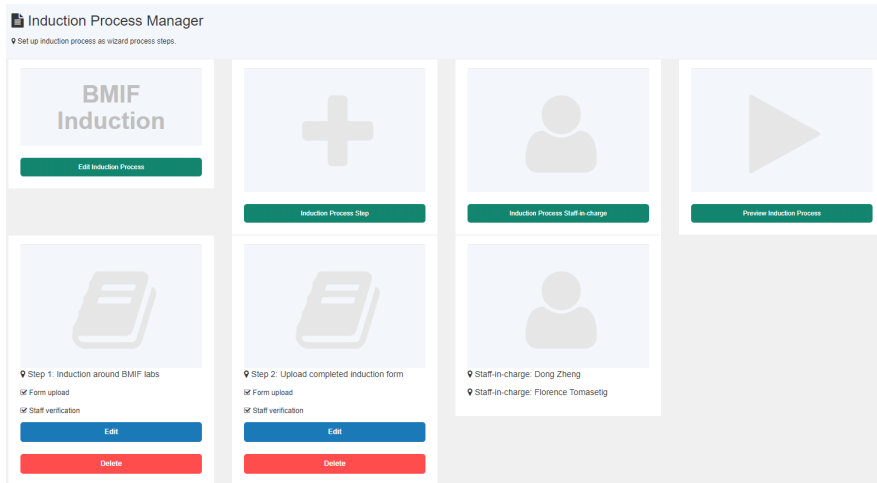 Induction Process Manager
Set up induction process as wizard process steps.
BMIF
Induction
Edit Induction Process
Induction Process Step
Induction Process Staff-in-charge
Preview Induction Process
Step 1: Induction around BMIF labs
Form upload
Staff verification
Edit
Delete
Step 2: Upload completed induction form
Form upload
Staff verification
Edit
Delete
Staff-in-charge: Dong Zheng
Staff-in-charge: Florence Tomasetig